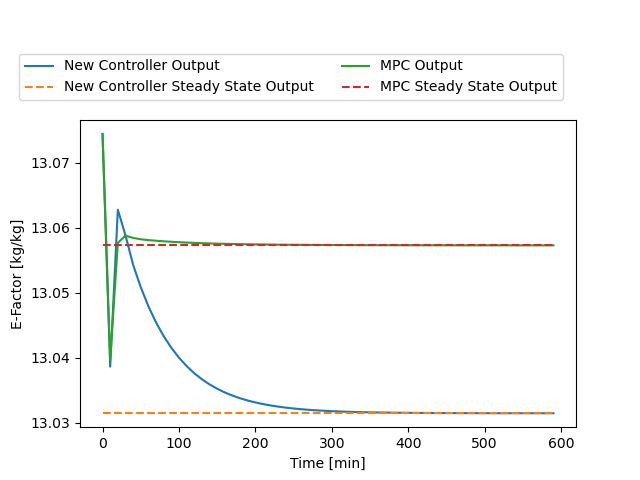 New Controller Output
New Controller Steady State Output
MPC Output
MPC Steady State Output
13.07
13.06
13.05
13.04
13.03
E-Factor [kg/kg]
0 100 200 300 400 500 600
Time [min]